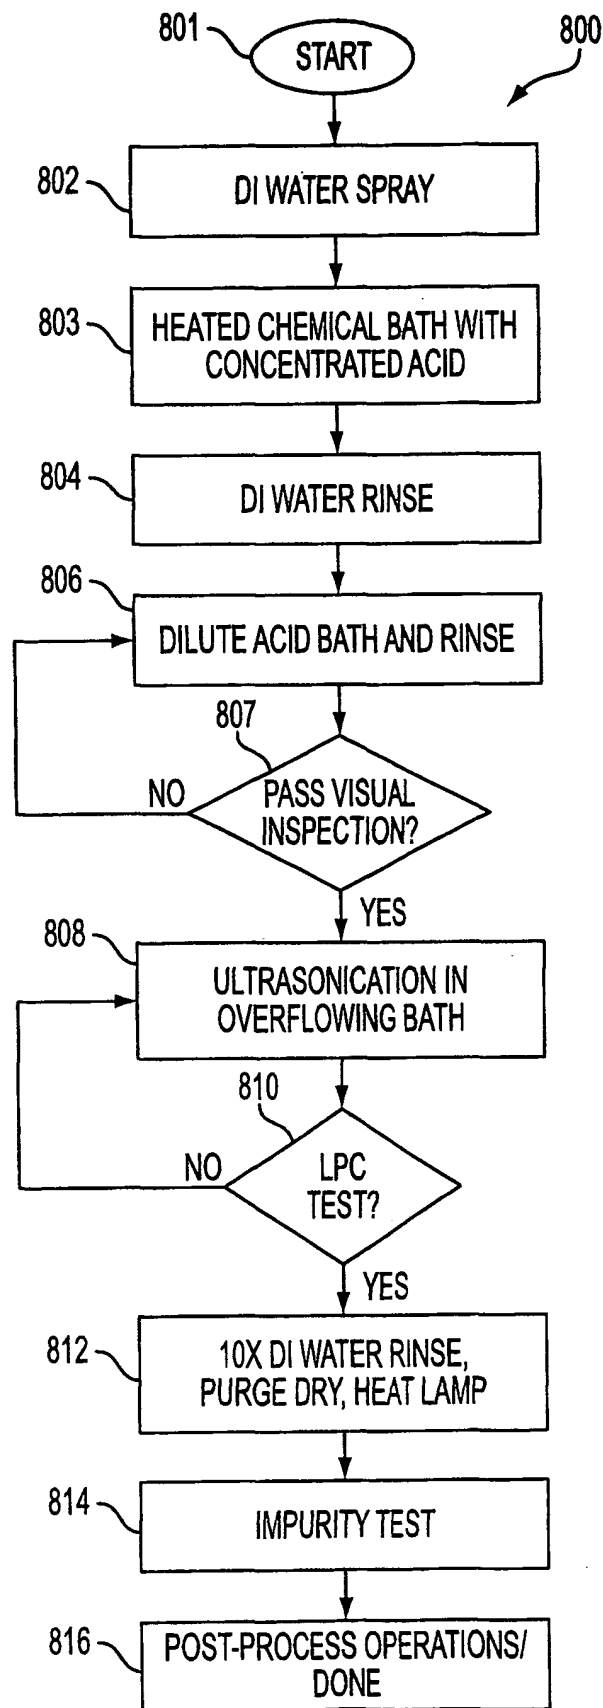 801
START
800
802
DI WATER SPRAY
803
HEATED CHEMICAL BATH WITH
CONCENTRATED ACID
804
DI WATER RINSE
806
DILUTE ACID BATH AND RINSE
807
NO
PASS VISUAL
INSPECTION?
YES
808
ULTRASONICATION IN
OVERFLOWING BATH
810
NO
LPC
TEST?
YES
812
10X DI WATER RINSE,
PURGE DRY, HEAT LAMP
814
IMPURITY TEST
816
POST-PROCESS OPERATIONS/
DONE